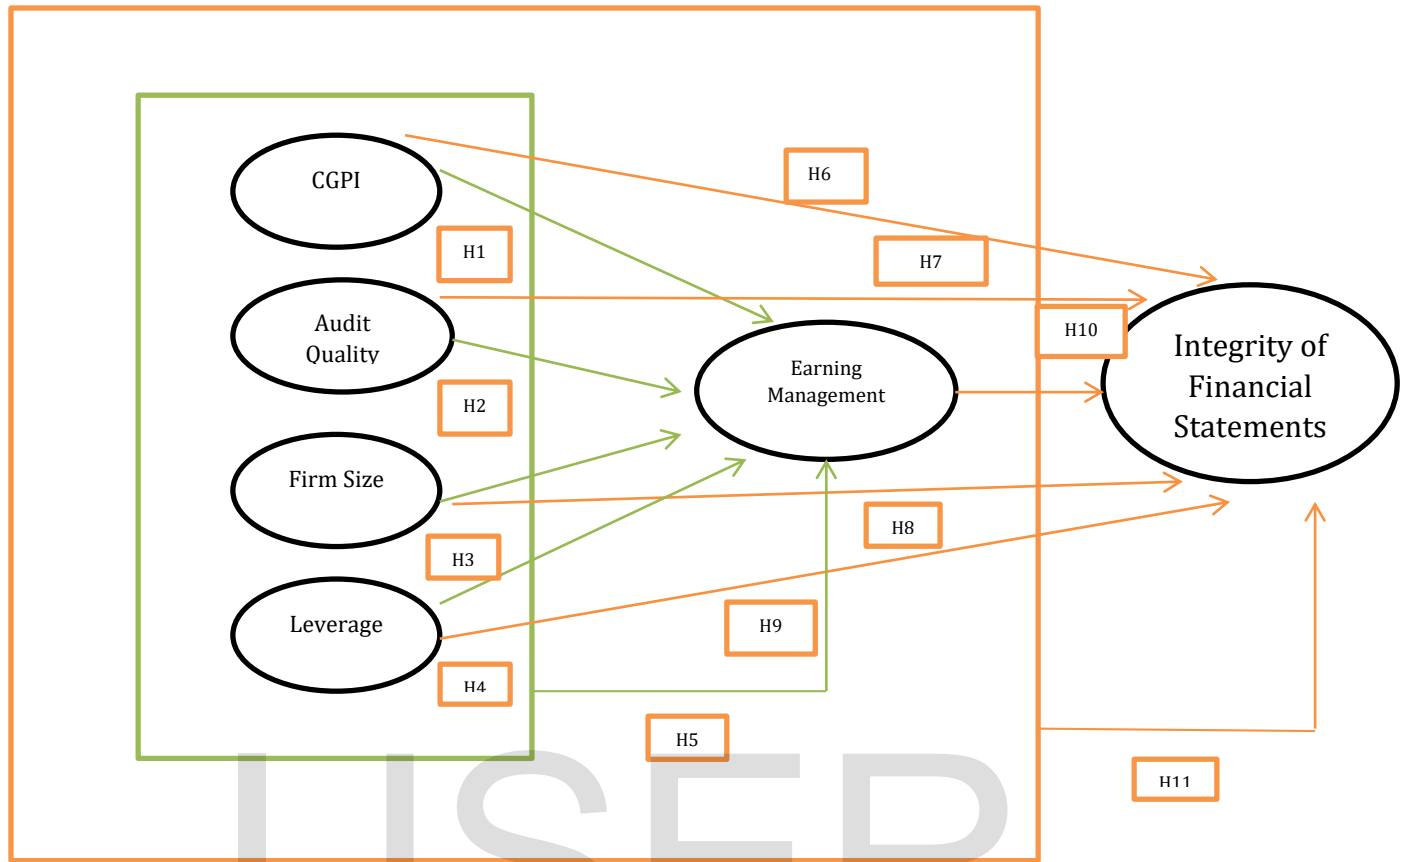 CGPI
H6
H1
H7
Audit
Quality
H10
Integrity of
Financial
Statements
Earning
Management
H2
Firm Size
H8
H3
Leverage
H9
H4
H5
H11
IJSER